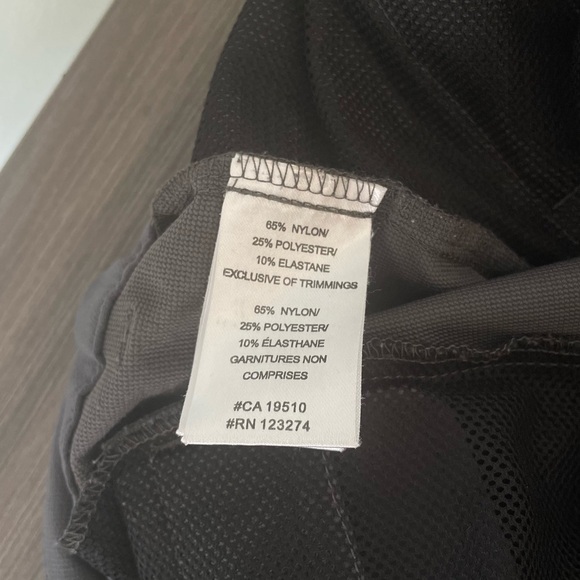 65% NYLON/
25% POLYESTER/
10% ELASTANE
EXCLUSIVE OF TRIMMINGS
65% NYLON/
25% POLYESTER/
10% ÉLASTHANE
GARNITURES NON
COMPRISES
#CA 19510
#RN 123274